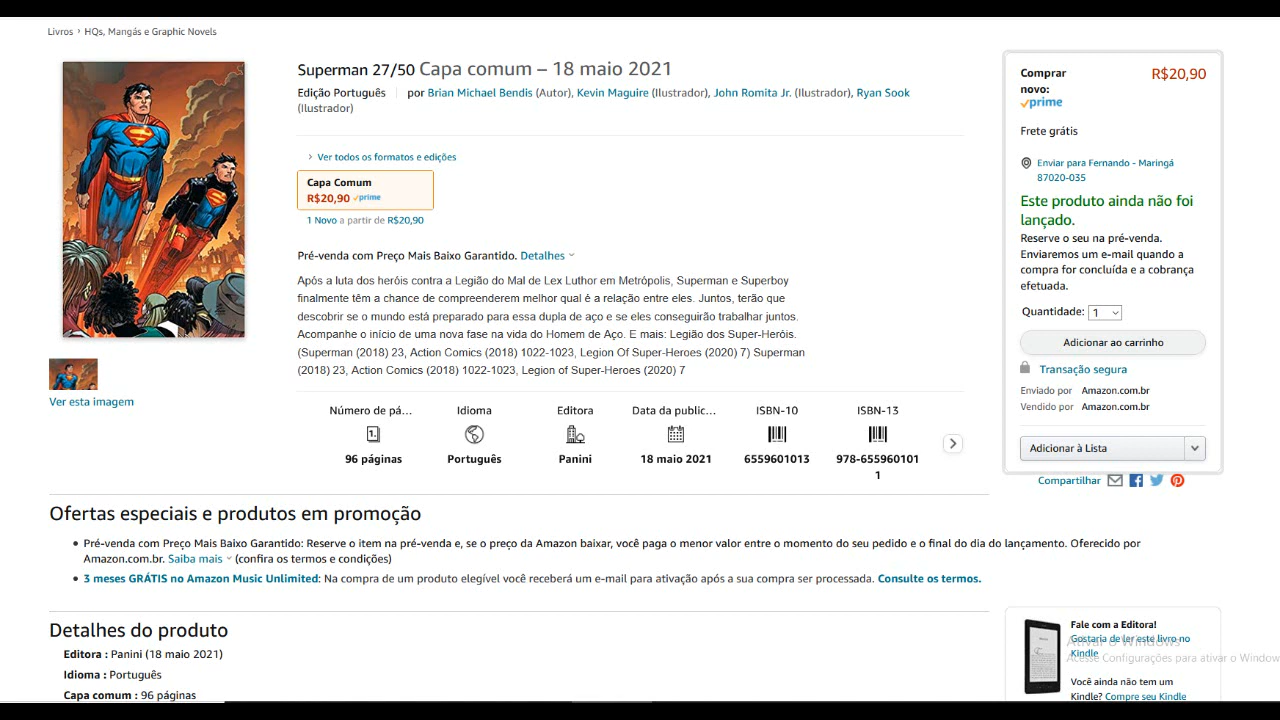 Livros › HQs, Mangás e Graphic Novels
Superman 27/50 Capa comum – 18 maio 2021
Edição Português | por Brian Michael Bendis (Autor), Kevin Maguire (Ilustrador), John Romita Jr. (Ilustrador), Ryan Sook
(Ilustrador)
› Ver todos os formatos e edições
Capa Comum
R$20,90 prime
1 Novo a partir de R$20,90
Pré-venda com Preço Mais Baixo Garantido. Detalhes
Após a luta dos heróis contra a Legião do Mal de Lex Luthor em Metrópolis, Superman e Superboy
finalmente têm a chance de compreenderem melhor qual é a relação entre eles. Juntos, terão que
descobrir se o mundo está preparado para essa dupla de aço e se eles conseguirão trabalhar juntos.
Acompanhe o início de uma nova fase na vida do Homem de Aço. E mais: Legião dos Super-Heróis.
(Superman (2018) 23, Action Comics (2018) 1022-1023, Legion Of Super-Heroes (2020) 7) Superman
(2018) 23, Action Comics (2018) 1022-1023, Legion of Super-Heroes (2020) 7
Ver esta imagem
Número de pá... Idioma Editora Data da public... ISBN-10 ISBN-13
1.
96 páginas Português Panini 18 maio 2021 6559601013 978-655960101
1
Comprar R$20,90
novo:
prime
Frete grátis
Enviar para Fernando - Maringá
87020-035
Este produto ainda não foi
lançado.
Reserve o seu na pré-venda.
Enviaremos um e-mail quando a
compra for concluída e a cobrança
efetuada.
Quantidade: 1
Adicionar ao carrinho
Transação segura
Enviado por Amazon.com.br
Vendido por Amazon.com.br
Adicionar à Lista
Compartilhar
Ofertas especiais e produtos em promoção
• Pré-venda com Preço Mais Baixo Garantido: Reserve o item na pré-venda e, se o preço da Amazon baixar, você paga o menor valor entre o momento do seu pedido e o final do dia do lançamento. Oferecido por
Amazon.com.br. Saiba mais (confira os termos e condições)
• 3 meses GRÁTIS no Amazon Music Unlimited: Na compra de um produto elegível você receberá um e-mail para ativação após a sua compra ser processada. Consulte os termos.
Detalhes do produto
Editora : Panini (18 maio 2021)
Idioma : Português
Capa comum : 96 páginas
Fale com a Editora!
Gostaria de ler este livro no
Kindle
Você ainda não tem um
Kindle? Compre seu Kindle
Ativar o Windows
Acesse Configurações para ativar o Window